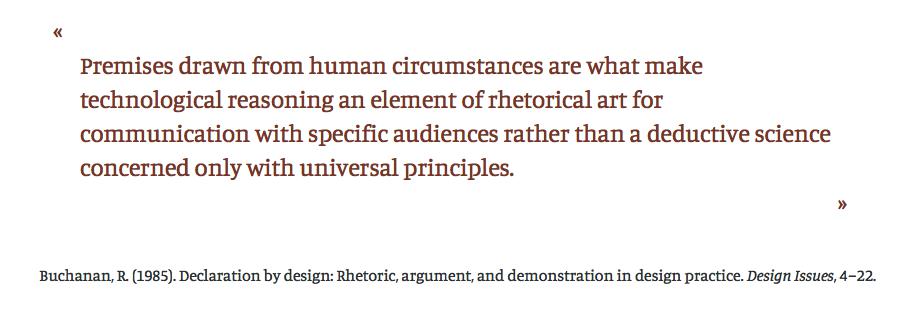 «
Premises drawn from human circumstances are what make
technological reasoning an element of rhetorical art for
communication with specific audiences rather than a deductive science
concerned only with universal principles.
»
Buchanan, R. (1985). Declaration by design: Rhetoric, argument, and demonstration in design practice. Design Issues, 4–22.